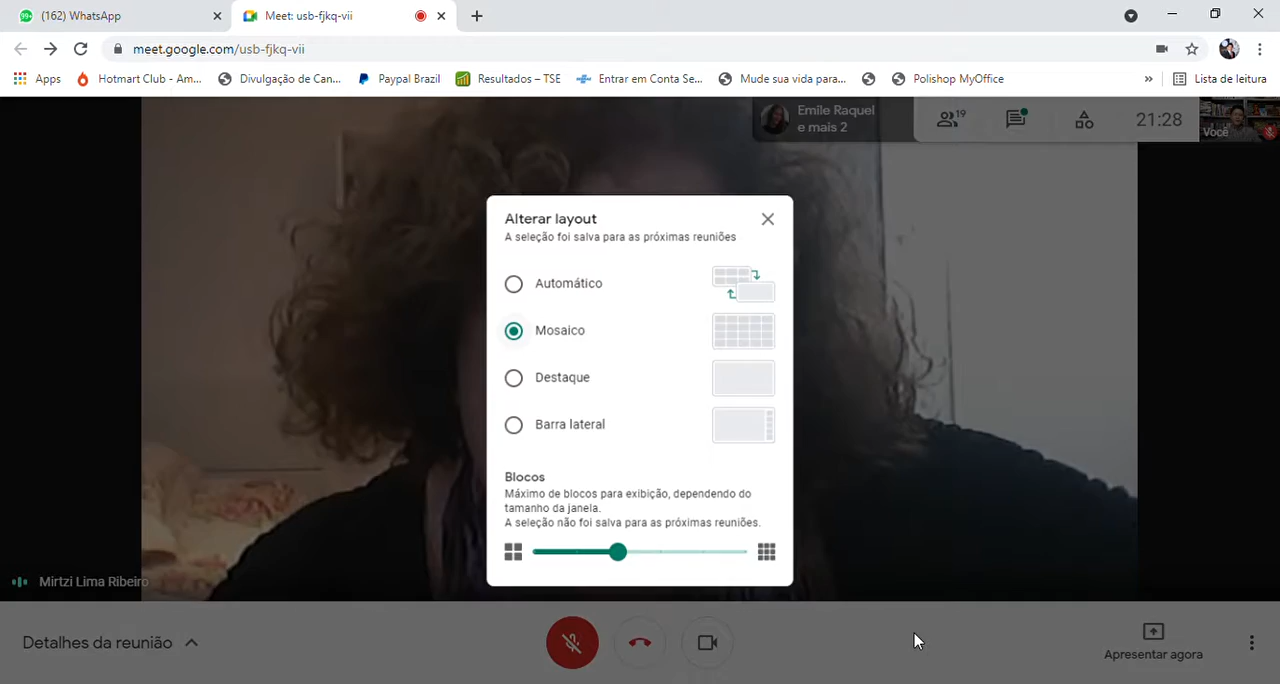 99+
(162) WhatsApp
Meet: usb-fjkq-vii
meet.google.com/usb-fjkq-vii
Apps
Hotmart Club - Am...
Divulgação de Can...
Paypal Brazil
Resultados – TSE
Entrar em Conta Se...
Mude sua vida para...
Polishop MyOffice
»
Lista de leitura
Emile Raquel
e mais 2
19
21:28
Você
Alterar layout
A seleção foi salva para as próximas reuniões
Automático
Mosaico
Destaque
Barra lateral
Blocos
Máximo de blocos para exibição, dependendo do
tamanho da janela.
A seleção não foi salva para as próximas reuniões.
Mirtzi Lima Ribeiro
Detalhes da reunião
Apresentar agora